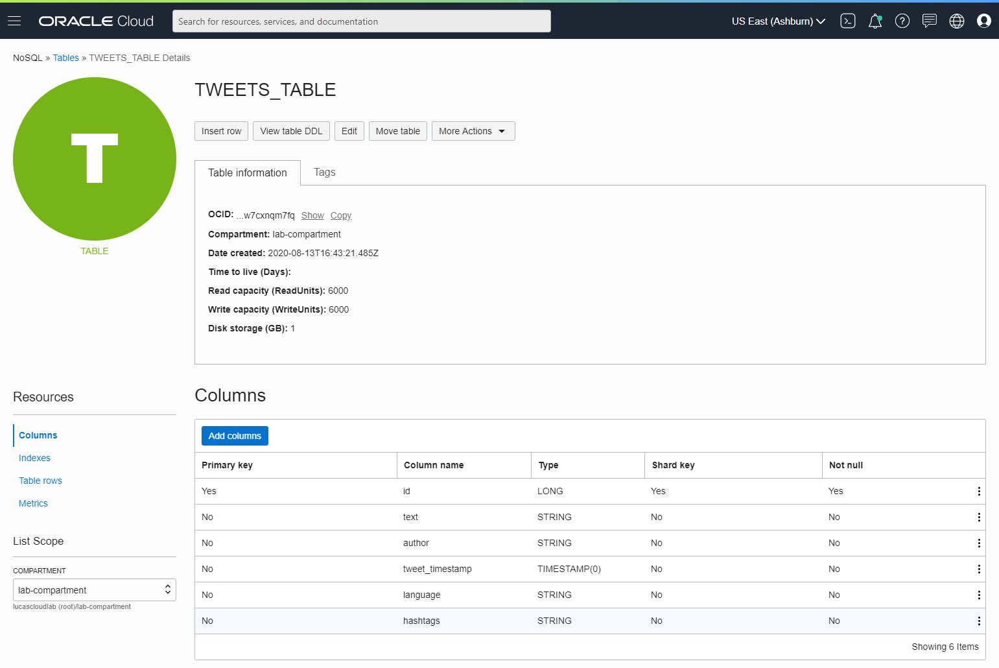 ORACLE Cloud
Search for resources, services, and documentation
US East (Ashburn)
NoSQL » Tables » TWEETS_TABLE Details
T
TABLE
TWEETS_TABLE
Insert row View table DDL Edit Move table More Actions
Table information Tags
OCID: ...w7cxnqm7fq Show Copy
Compartment: lab-compartment
Date created: 2020-08-13T16:43:21.485Z
Time to live (Days):
Read capacity (ReadUnits): 6000
Write capacity (WriteUnits): 6000
Disk storage (GB): 1
Resources
Columns
Indexes
Table rows
Metrics
List Scope
COMPARTMENT
lab-compartment
lucascloudlab (root)/lab-compartment
Columns
Add columns
Primary key Column name Type Shard key Not null
Yes id LONG Yes Yes
No text STRING No No
No author STRING No No
No tweet_timestamp TIMESTAMP(0) No No
No language STRING No No
No hashtags STRING No No
Showing 6 Items